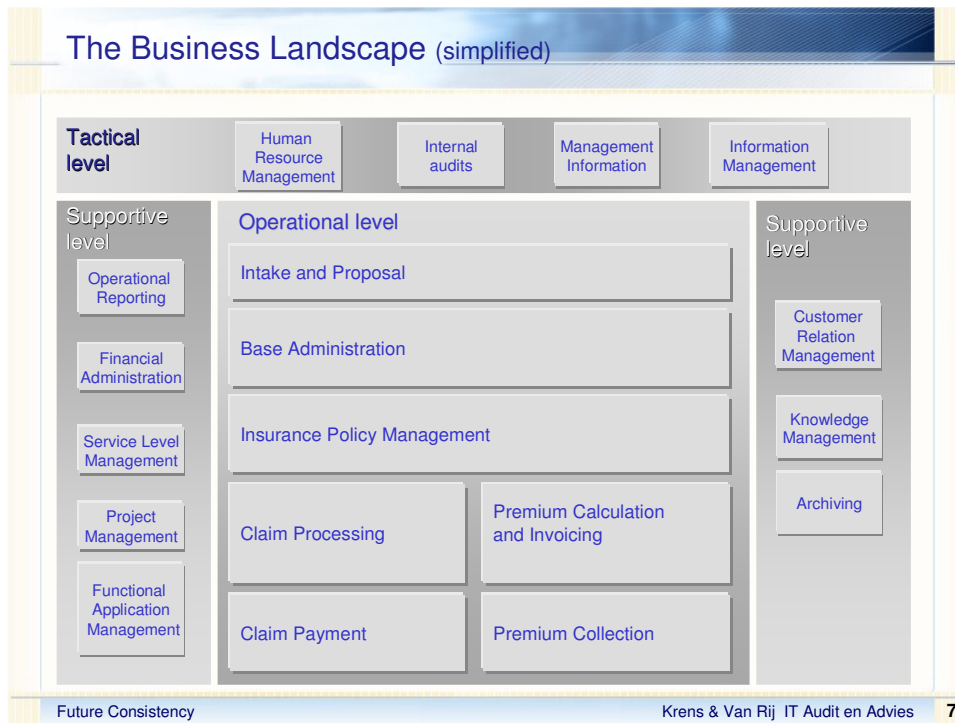 The Business Landscape (simplified)
Tactical
level
Human
Resource
Management
Internal
audits
Management
Information
Information
Management
Supportive
level
Operational
Reporting
Financial
Administration
Service Level
Management
Project
Management
Functional
Application
Management
Operational level
Intake and Proposal
Base Administration
Insurance Policy Management
Claim Processing
Premium Calculation
and Invoicing
Claim Payment
Premium Collection
Supportive
level
Customer
Relation
Management
Knowledge
Management
Archiving
Future Consistency
Krens & Van Rij IT Audit en Advies
7